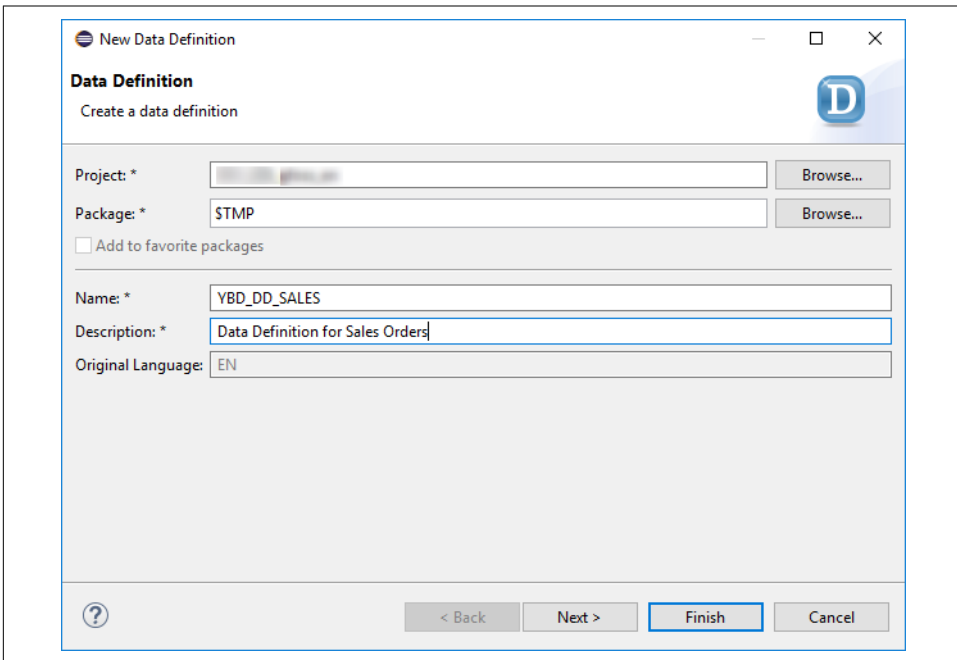 New Data Definition
Data Definition
Create a data definition
D
Project: * Browse...
Package: * $TMP Browse...
Add to favorite packages
Name: * YBD_DD_SALES
Description: * Data Definition for Sales Orders
Original Language: EN
? < Back Next > Finish Cancel